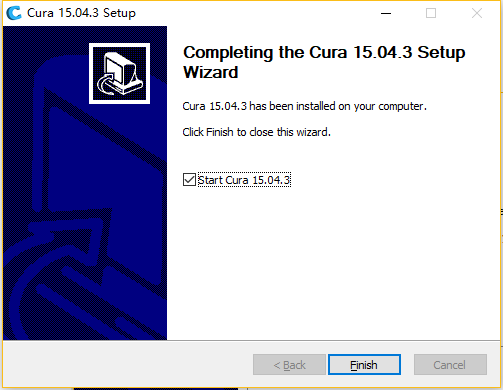 Cura 15.04.3 Setup
Completing the Cura 15.04.3 Setup
Wizard
Cura 15.04.3 has been installed on your computer.
Click Finish to close this wizard.
Start Cura 15.04.3
< Back
Finish
Cancel